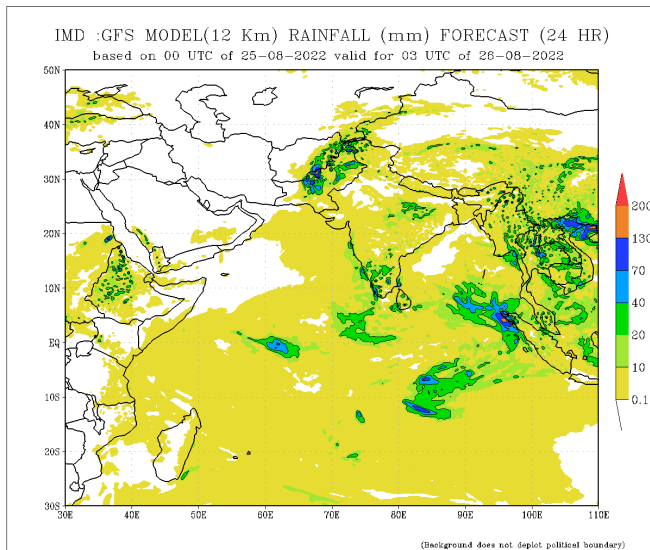 IMD :GFS MODEL(12 Km) RAINFALL (mm) FORECAST (24 HR)
based on 00 UTC of 25-08-2022 valid for 03 UTC of 26-08-2022
50N
40N
30N
20N
10N
EQ
10S
20S
30S
30E 40E 50E 60E 70E 80E 90E 100E 110E
200
130
70
40
20
10
0.1
(Background does not depict political boundary)